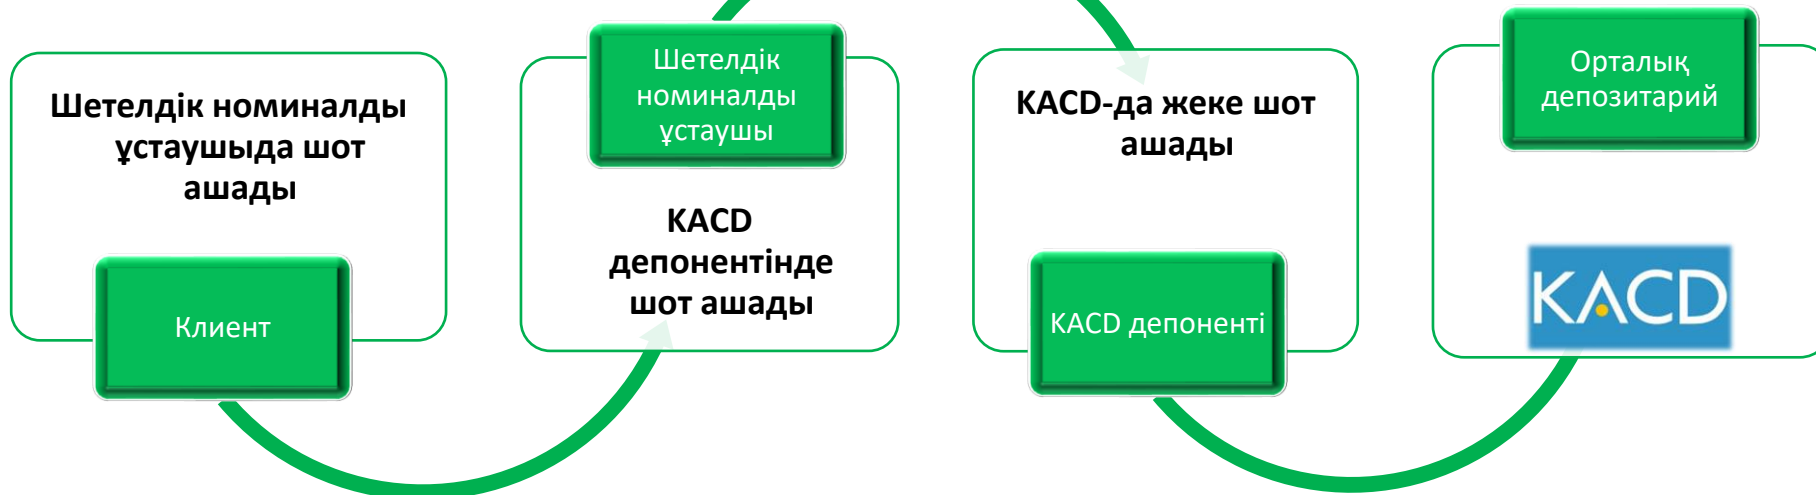 Шетелдік номиналды
ұстаушыда шот
ашады
Клиент
Шетелдік
номиналды
ұстаушы
KACD
депонентінде
шот ашады
KACD-да жеке шот
ашады
KACD депоненті
Орталық
депозитарий
KACD